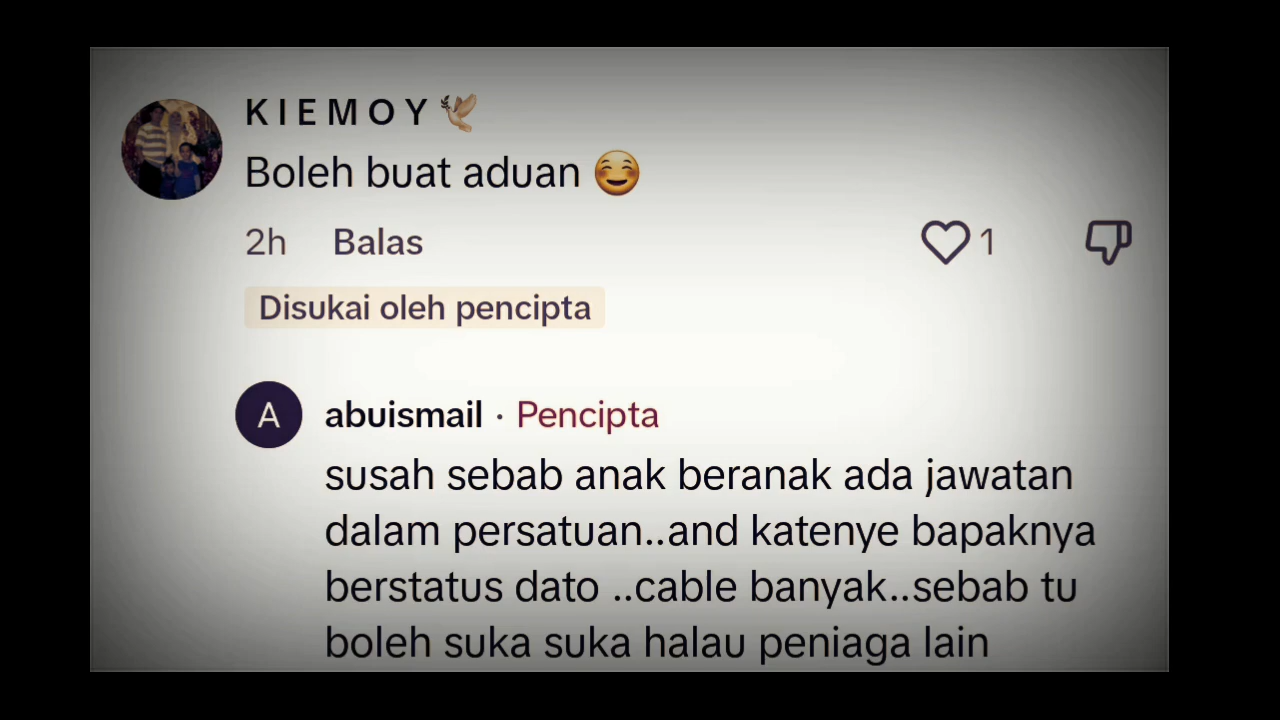 KIEMOY🕊️
Boleh buat aduan 😊
2h Balas 1
Disukai oleh pencipta
A
abuismail · Pencipta
susah sebab anak beranak ada jawatan
dalam persatuan..and katenye bapaknya
berstatus dato ..cable banyak..sebab tu
boleh suka suka halau peniaga lain